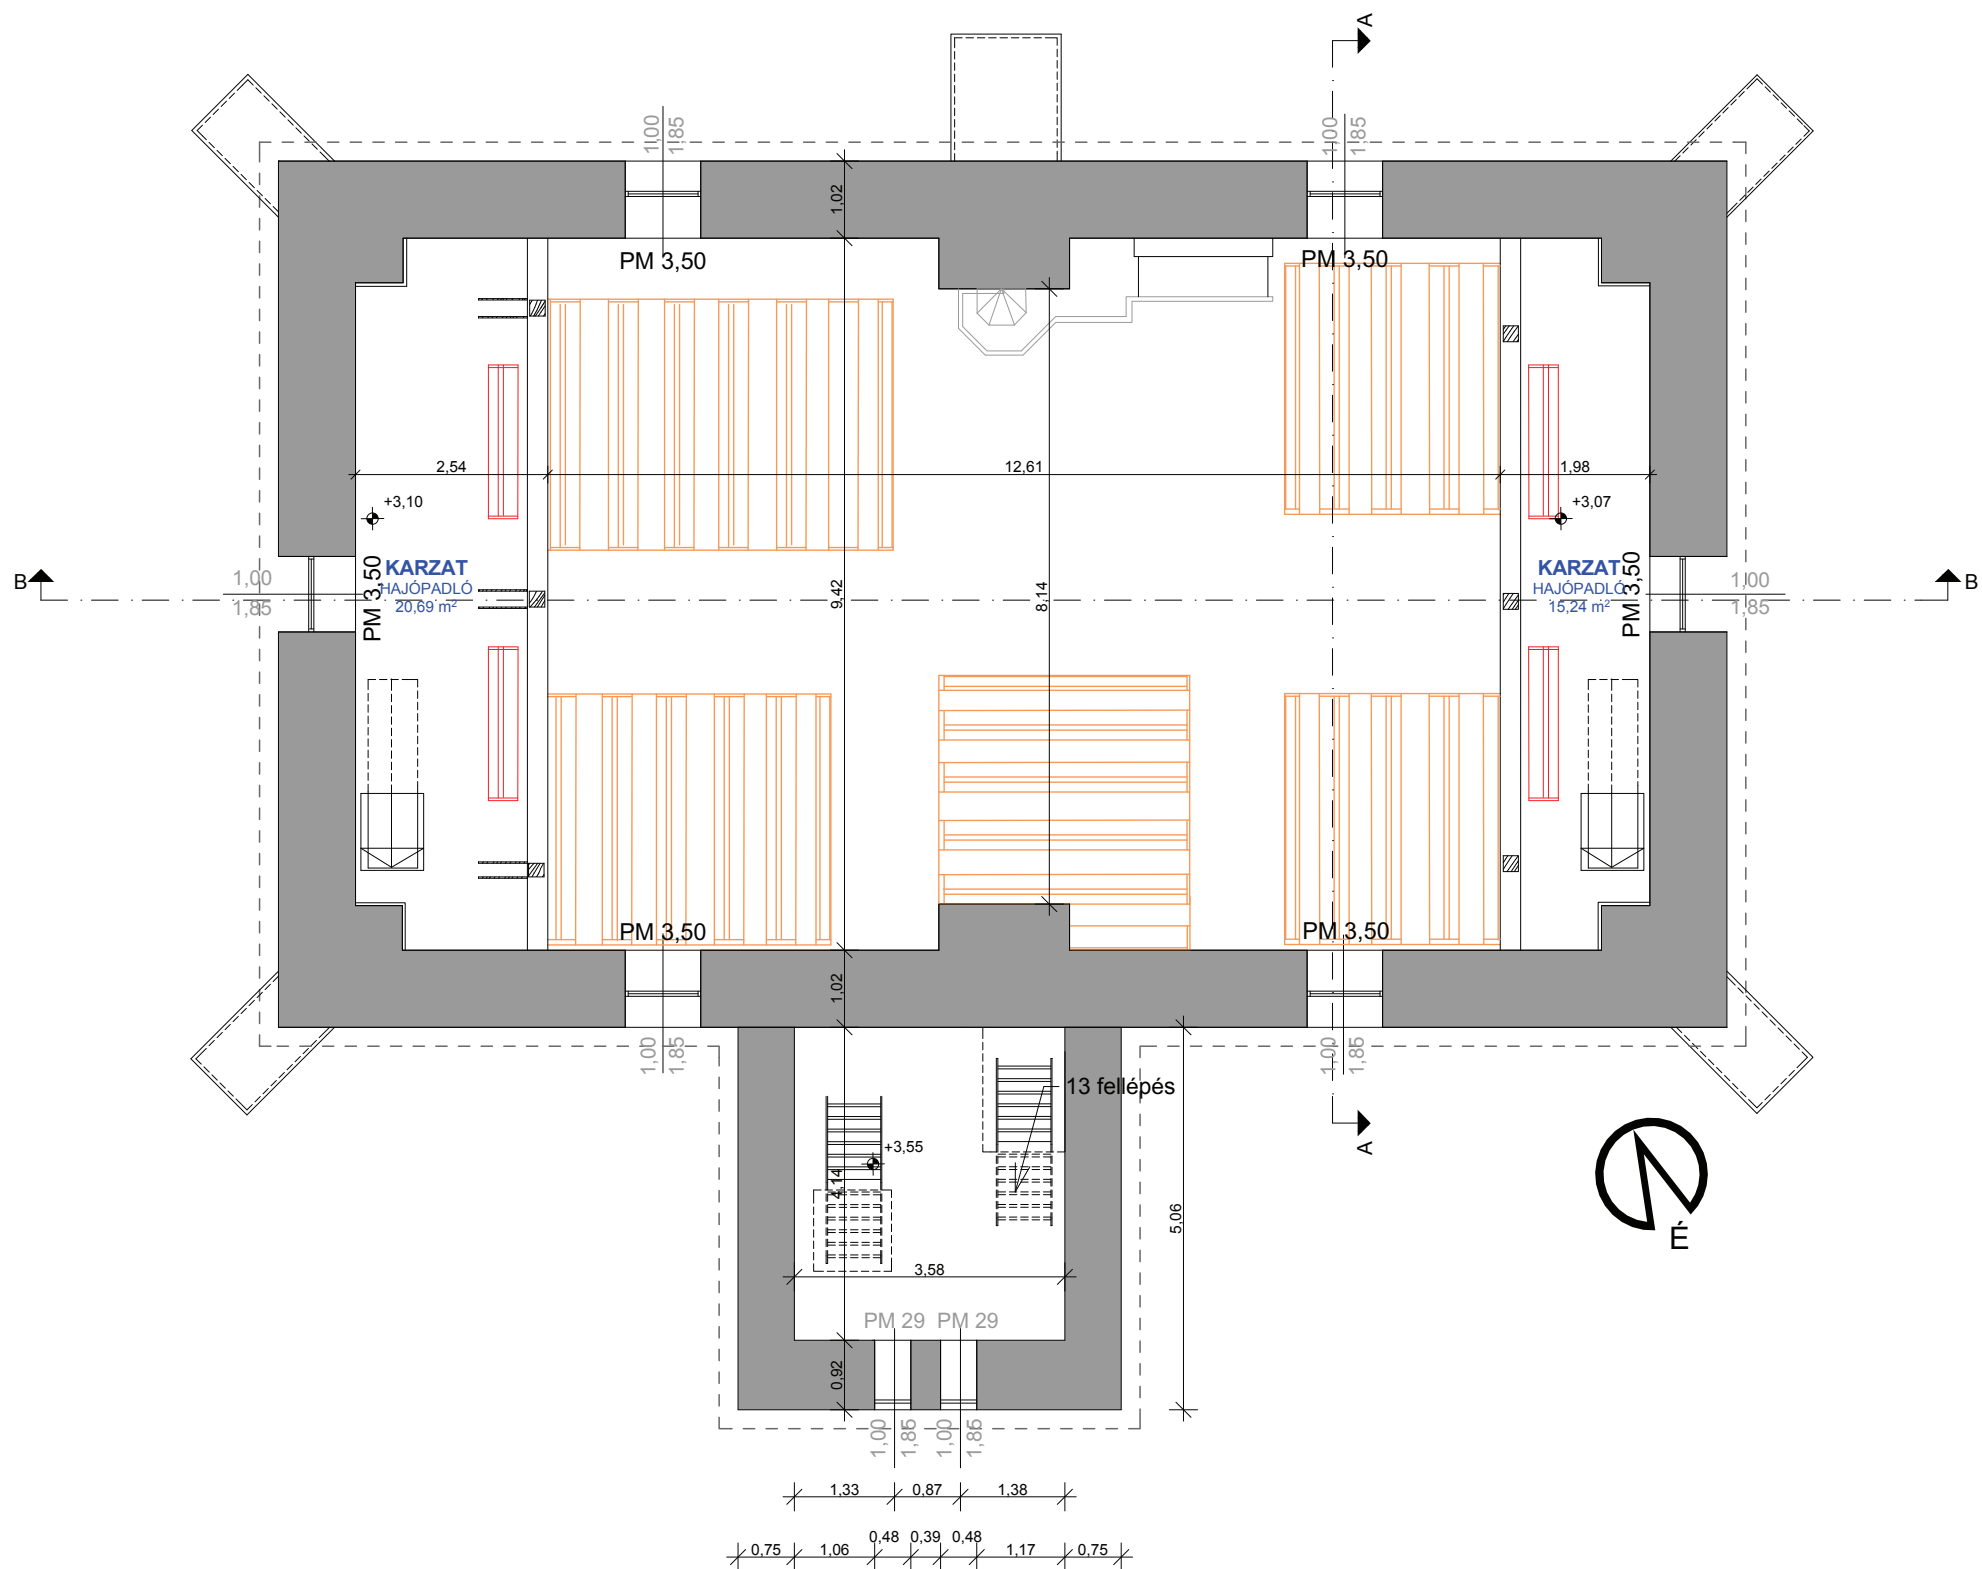 A
1,00
1,85
1,00
1,85
1,02
PM 3,50
PM 3,50
2,54
12,61
1,98
+3,10
+3,07
B
1,00
1,85
PM 3,50
KARZAT
HAJÓPADLÓ
20,69 m²
9,42
8,14
KARZAT
HAJÓPADLÓ
15,24 m²
PM 3,50
1,00
1,85
B
PM 3,50
PM 3,50
1,02
1,00
1,85
1,00
1,85
13 fellépés
A
+3,55
4,14
5,06
É
3,58
PM 29
PM 29
0,92
1,00
1,85
1,00
1,85
1,33
0,87
1,38
0,75
1,06
0,48
0,39
0,48
1,17
0,75